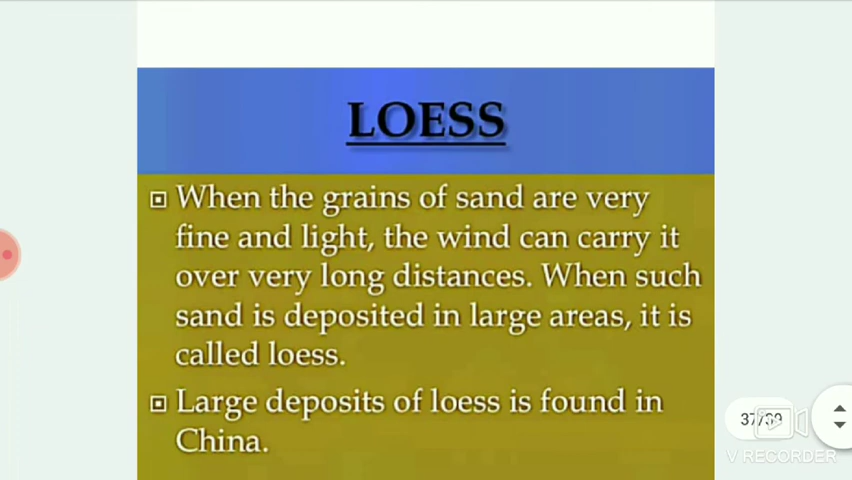 LOESS
When the grains of sand are very
fine and light, the wind can carry it
over very long distances. When such
sand is deposited in large areas, it is
called loess.
Large deposits of loess is found in
China.
37/39
V RECORDER